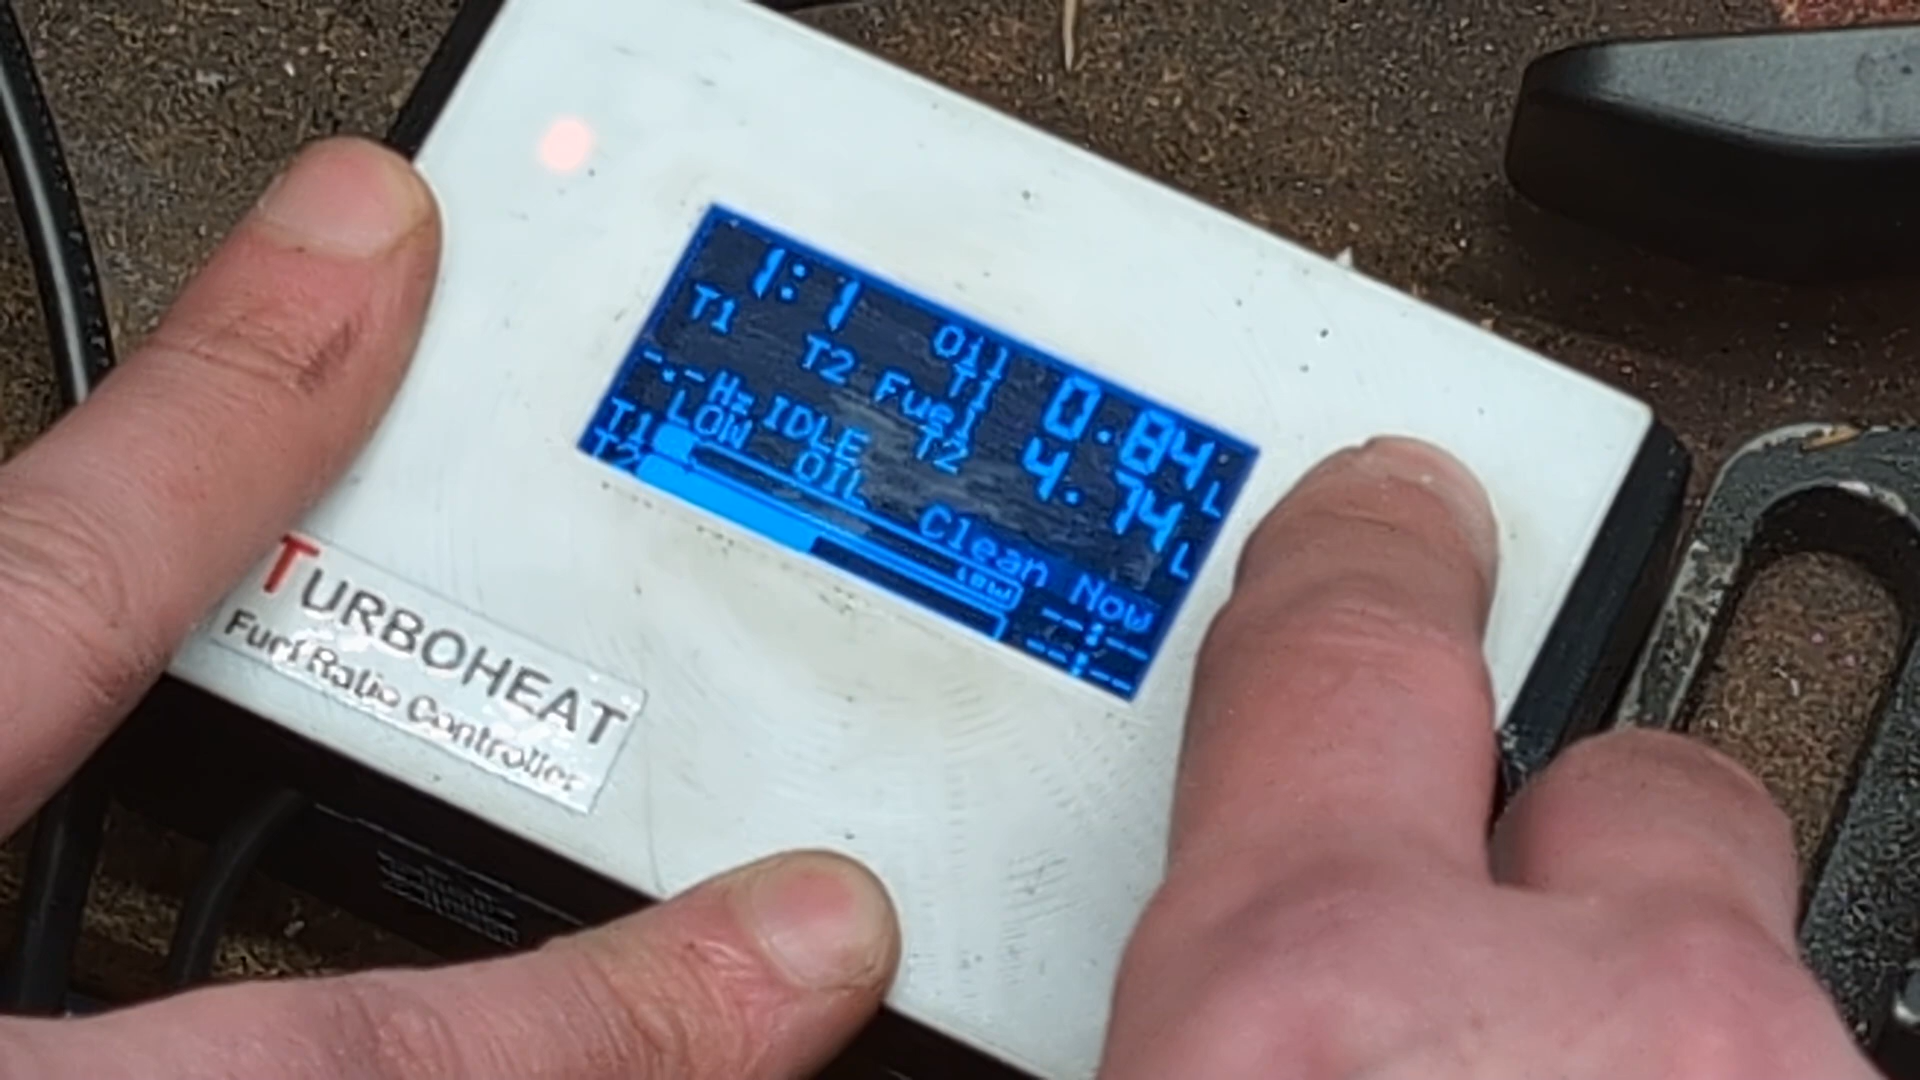 1:1 Oil T1 0.84L
T1 T2 Fuel T2 4.74L
-.-Hz IDLE
LOW OIL Clean Now
T1 LOW --:--
T2 --:--
TURBOHEAT
Fuel Ratio Controller